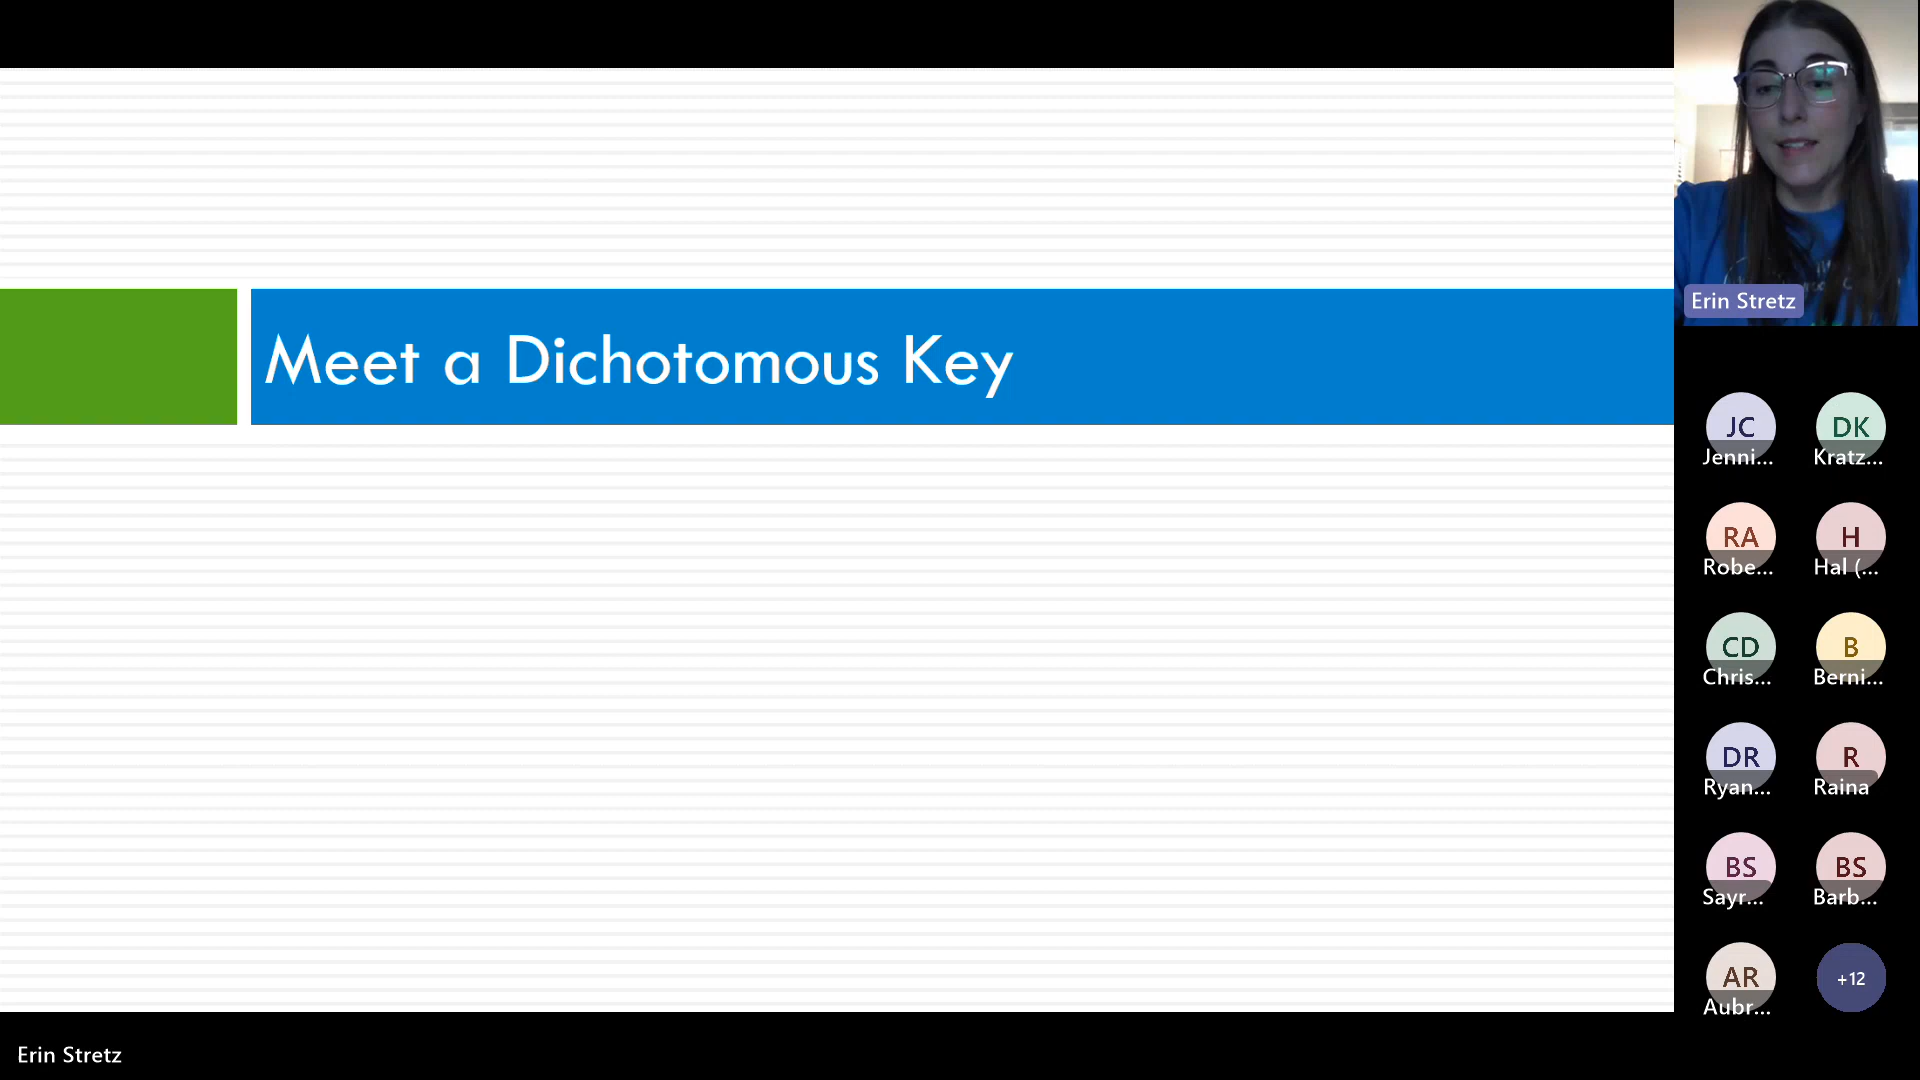 Meet a Dichotomous Key
Erin Stretz
JC
Jenni...
DK
Kratz...
RA
Robe...
H
Hal (...
CD
Chris...
B
Berni...
DR
Ryan...
R
Raina
BS
Sayr...
BS
Barb...
AR
Aubr...
+12
Erin Stretz